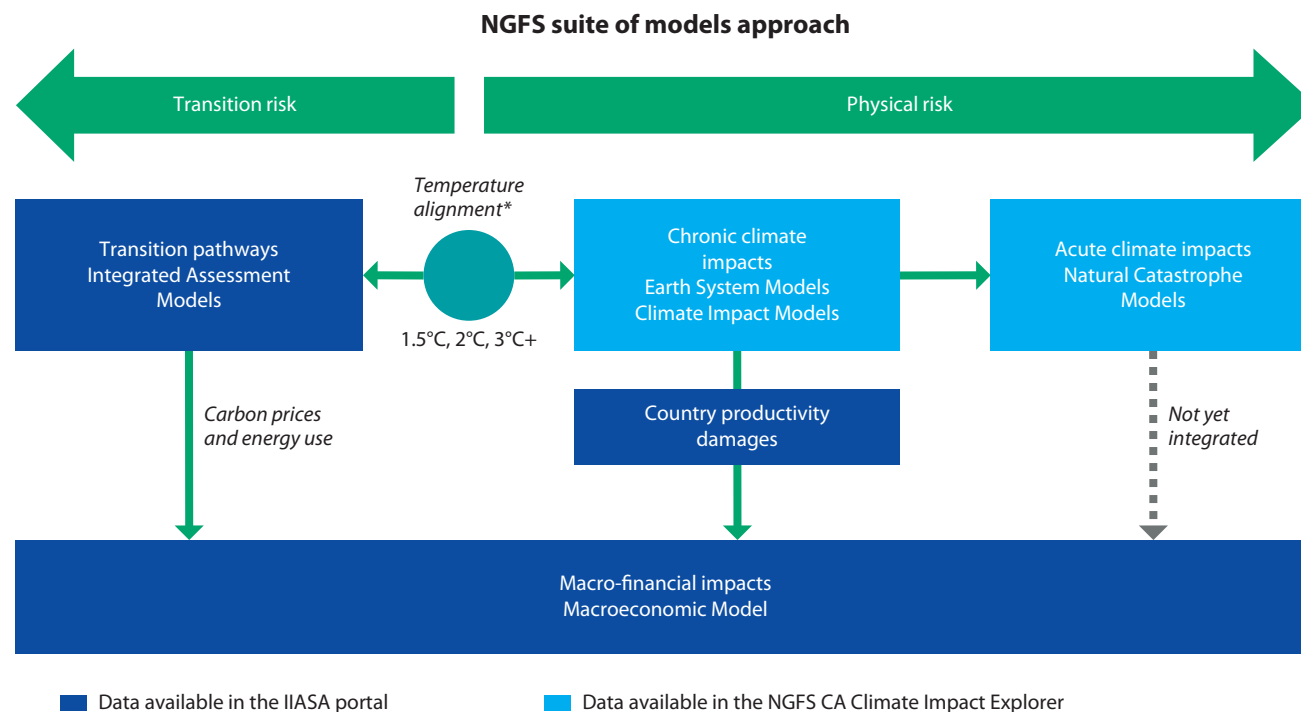 NGFS suite of models approach
Transition risk
Physical risk
Temperature
alignment*
1.5°C, 2°C, 3°C+
Transition pathways
Integrated Assessment
Models
Chronic climate
impacts
Earth System Models
Climate Impact Models
Acute climate impacts
Natural Catastrophe
Models
Carbon prices
and energy use
Country productivity
damages
Not yet
integrated
Macro-financial impacts
Macroeconomic Model
Data available in the IIASA portal
Data available in the NGFS CA Climate Impact Explorer